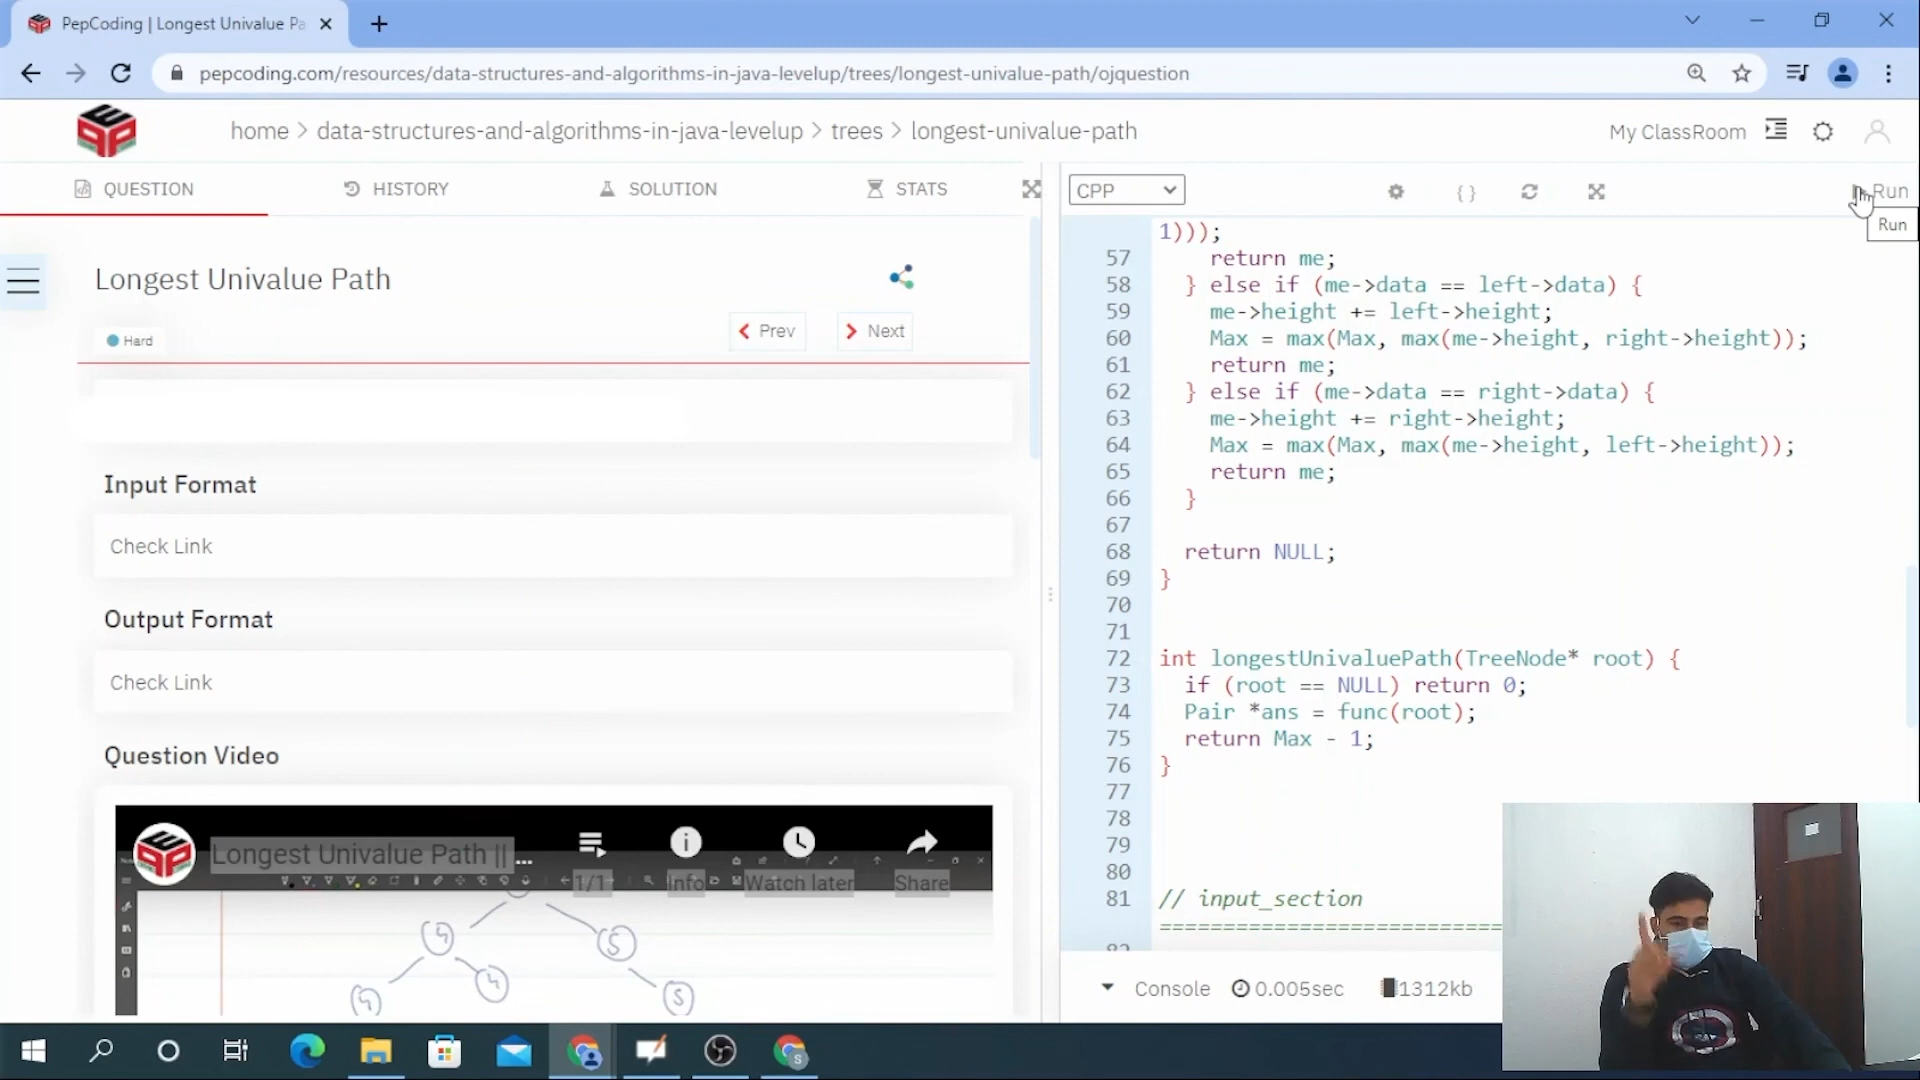 PepCoding | Longest Univalue Pa
pepcoding.com/resources/data-structures-and-algorithms-in-java-levelup/trees/longest-univalue-path/ojquestion
home > data-structures-and-algorithms-in-java-levelup > trees > longest-univalue-path
My ClassRoom
QUESTION
HISTORY
SOLUTION
STATS
CPP
{ }
Run
Run
Longest Univalue Path
Prev
Next
Hard
Input Format
Check Link
Output Format
Check Link
Question Video
Longest Univalue Path || ...
1/1
Info
Watch later
Share
4
5
4
4
5
1)));
57 return me;
58 } else if (me->data == left->data) {
59 me->height += left->height;
60 Max = max(Max, max(me->height, right->height));
61 return me;
62 } else if (me->data == right->data) {
63 me->height += right->height;
64 Max = max(Max, max(me->height, left->height));
65 return me;
66 }
67
68 return NULL;
69 }
70
71
72 int longestUnivaluePath(TreeNode* root) {
73 if (root == NULL) return 0;
74 Pair *ans = func(root);
75 return Max - 1;
76 }
77
78
79
80
81 // input_section
===========================
82
Console 0.005sec 1312kb